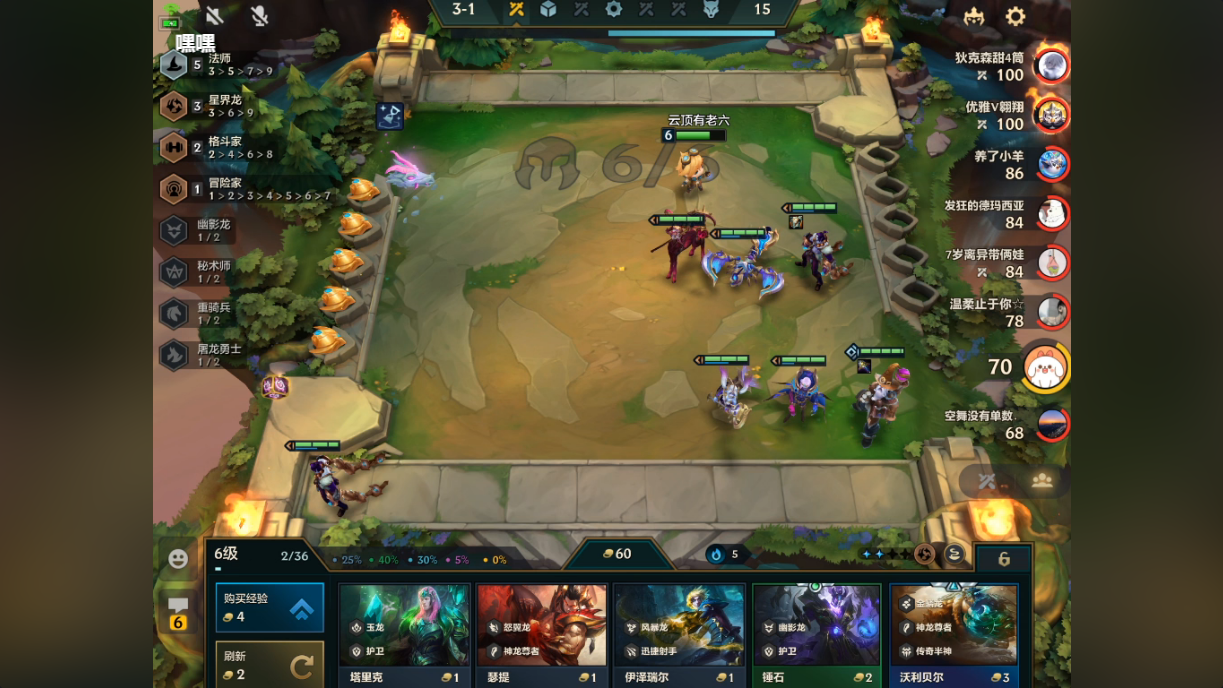 3-1
15
嘿嘿
5 法师
3 > 5 > 7 > 9
3 星界龙
3 > 6 > 9
2 格斗家
2 > 4 > 6 > 8
1 冒险家
1 > 2 > 3 > 4 > 5 > 6 > 7
幽影龙
1 / 2
秘术师
1 / 2
重骑兵
1 / 2
屠龙勇士
1 / 2
云顶有老六
6
6/6
狄克森甜4筒
100
优雅V翱翔
100
养了小羊
86
发狂的德玛西亚
84
7岁离异带俩娃
84
温柔止于你☆
78
70
空舞没有单数.
68
6级
2/36
25% 40% 30% 5% 0%
60
5
购买经验
4
刷新
2
6
玉龙
护卫
塔里克 1
怒翼龙
神龙尊者
瑟提 1
风暴龙
迅捷射手
伊泽瑞尔 1
幽影龙
护卫
锤石 2
金鳞龙
神龙尊者
传奇半神
沃利贝尔 3